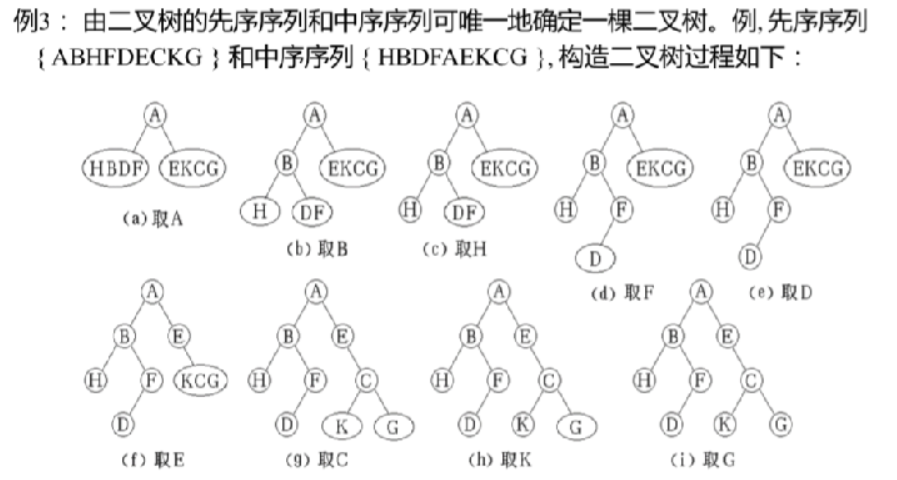 例3：由二叉树的先序序列和中序序列可唯一地确定一棵二叉树。例,先序序列
{ ABHFDECKG } 和中序序列 { HBDFAEKCG },构造二叉树过程如下：
A A A A A
HBDF EKCG B EKCG B EKCG B EKCG B EKCG
H DF H DF H F H F
(a) 取A
(b) 取B (c) 取H D D
(d) 取F (e) 取D
A A A A
B E B E B E B E
H F KCG H F C H F C H F C
D D K G D K G D K G
(f) 取E (g) 取C (h) 取K (i) 取G